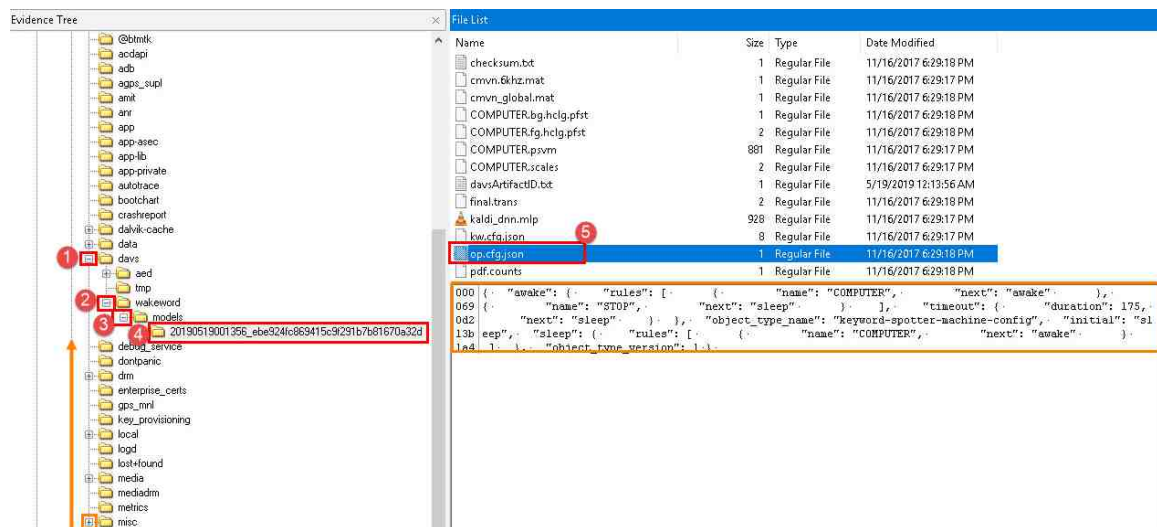 Evidence Tree
@btmtk
acdapi
adb
agps_supl
amit
anr
app
app-asec
app-lib
app-private
autotrace
bootchart
crashreport
dalvik-cache
data
1 davs
aed
tmp
2 wakeword
3 models
4 20190519001356_ebe924fc869415c9f291b7b81670a32d
debug_service
dontpanic
drm
enterprise_certs
gps_mnl
key_provisioning
local
logd
lost+found
media
mediadrm
metrics
misc
File List
Name Size Type Date Modified
checksum.txt 1 Regular File 11/16/2017 6:29:18 PM
cmvn.6khz.mat 1 Regular File 11/16/2017 6:29:17 PM
cmvn_global.mat 1 Regular File 11/16/2017 6:29:18 PM
COMPUTER.bg.hclg.pfst 1 Regular File 11/16/2017 6:29:18 PM
COMPUTER.fg.hclg.pfst 2 Regular File 11/16/2017 6:29:18 PM
COMPUTER.psvm 881 Regular File 11/16/2017 6:29:17 PM
COMPUTER.scales 2 Regular File 11/16/2017 6:29:17 PM
davsArtifactID.txt 1 Regular File 5/19/2019 12:13:56 AM
final.trans 2 Regular File 11/16/2017 6:29:18 PM
kaldi_dnn.mlp 928 Regular File 11/16/2017 6:29:17 PM
kw.cfg.json 8 Regular File 11/16/2017 6:29:17 PM
5
op.cfg.json 1 Regular File 11/16/2017 6:29:18 PM
pdf.counts 1 Regular File 11/16/2017 6:29:18 PM
000 {· "awake": {· "rules": [· {· "name": "COMPUTER",· "next": "awake"· },·
069 {· "name": "STOP",· "next": "sleep"· }· ],· "timeout": {· "duration": 175,·
0d2 "next": "sleep"· }· },· "object_type_name": "keyword-spotter-machine-config",· "initial": "sl
13b eep",· "sleep": {· "rules": [· {· "name": "COMPUTER",· "next": "awake"· }·
1a4 ]· },· "object_type_version": 1·}·